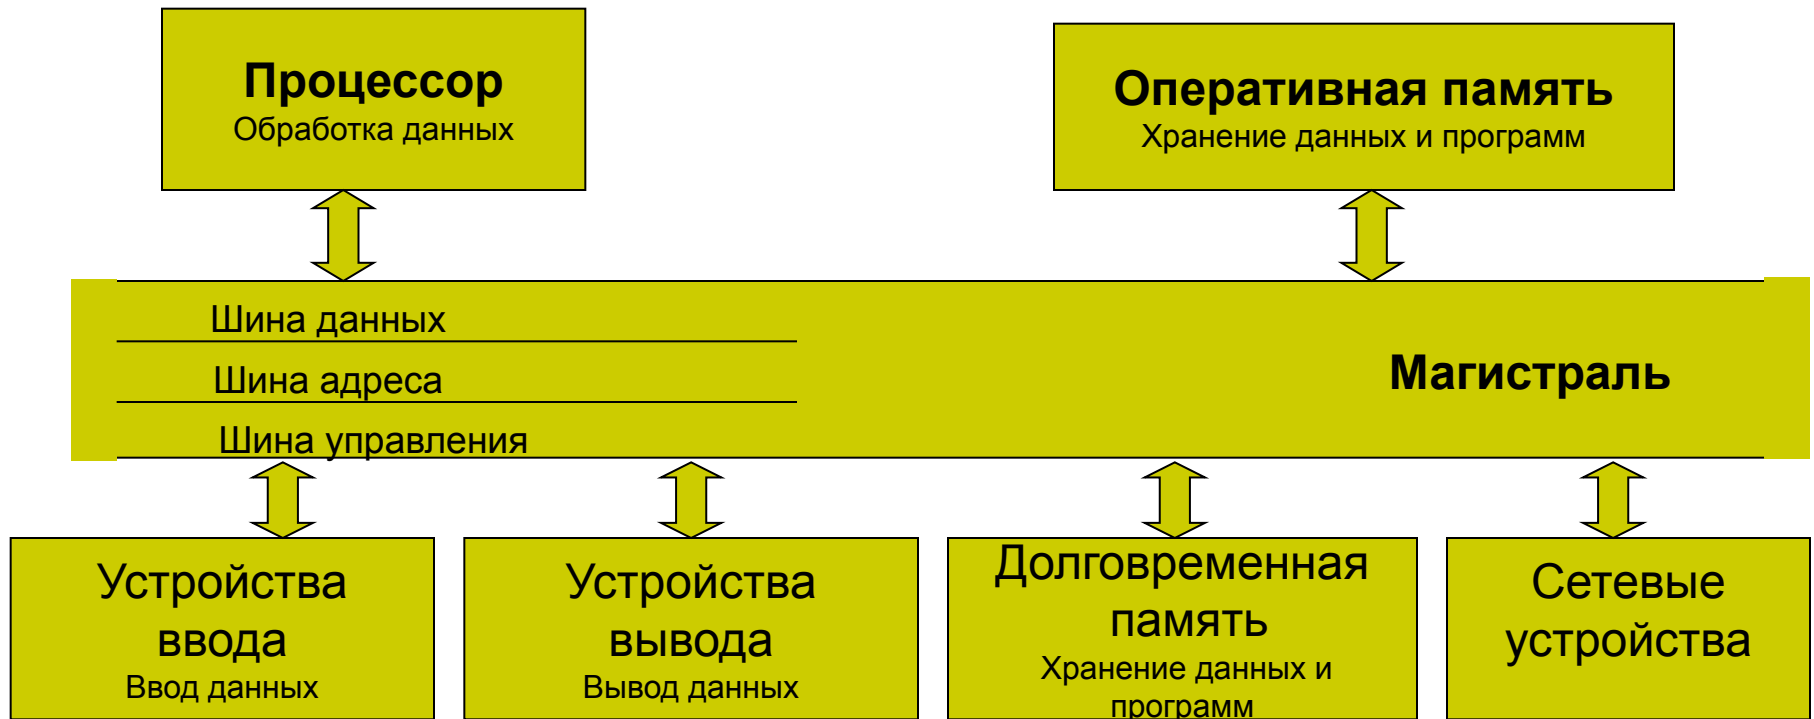 Процессор
Обработка данных
Оперативная память
Хранение данных и программ
Шина данных
Шина адреса
Шина управления
Магистраль
Устройства
ввода
Ввод данных
Устройства
вывода
Вывод данных
Долговременная
память
Хранение данных и
программ
Сетевые
устройства